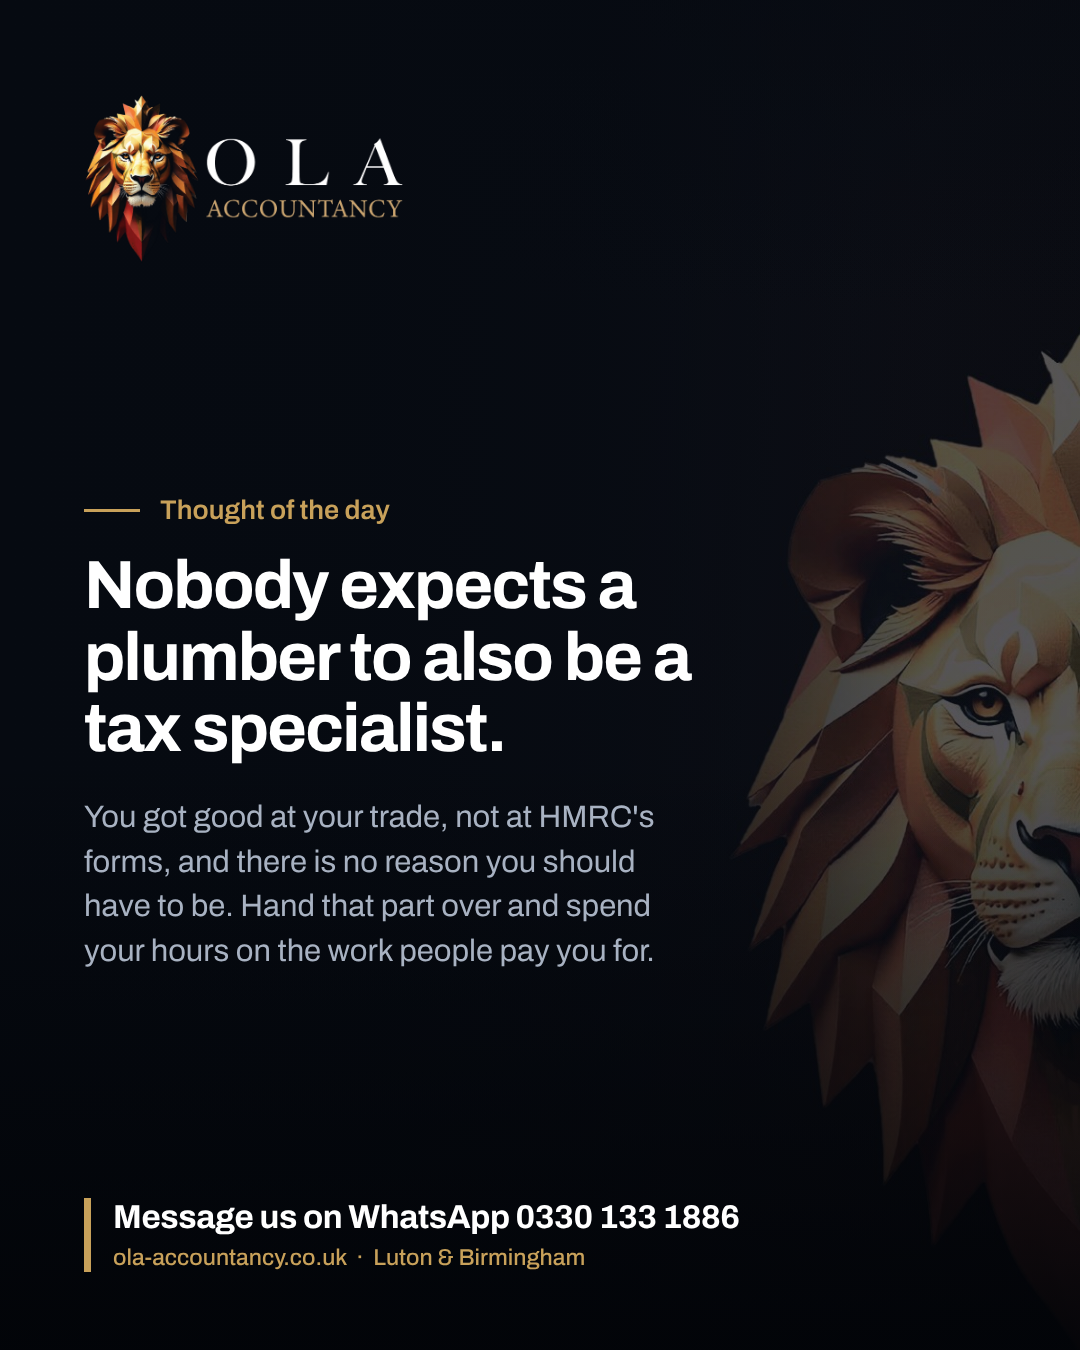 OLA
ACCOUNTANCY
Thought of the day
Nobody expects a
plumber to also be a
tax specialist.
You got good at your trade, not at HMRC's
forms, and there is no reason you should
have to be. Hand that part over and spend
your hours on the work people pay you for.
Message us on WhatsApp 0330 133 1886
ola-accountancy.co.uk · Luton & Birmingham